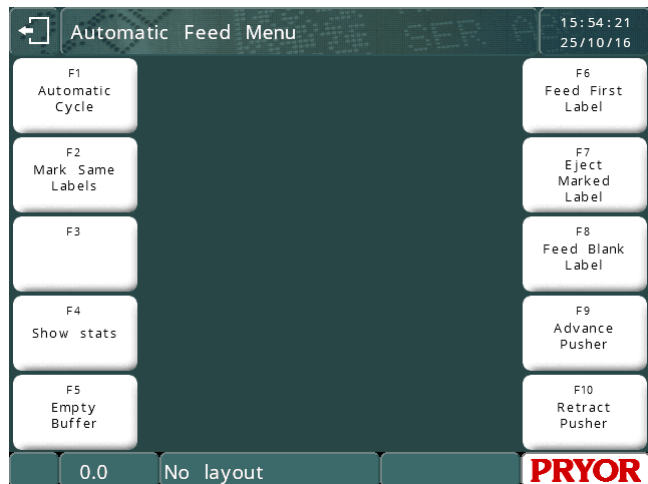 Automatic Feed Menu
15:54:21
25/10/16
F1
Automatic
Cycle
F2
Mark Same
Labels
F3
F4
Show stats
F5
Empty
Buffer
F6
Feed First
Label
F7
Eject
Marked
Label
F8
Feed Blank
Label
F9
Advance
Pusher
F10
Retract
Pusher
0.0
No layout
PRYOR